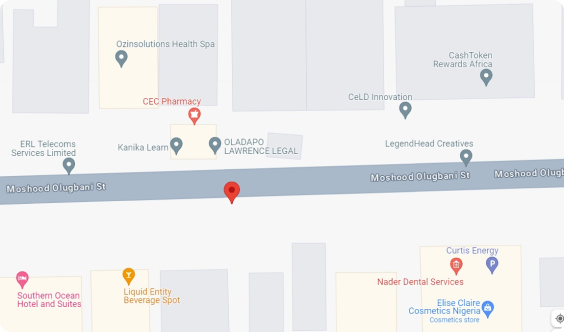 Ozinsolutions Health Spa
CashToken
Rewards Africa
CEC Pharmacy
CeLD Innovation
ERL Telecoms
Services Limited
Kanika Learn
OLADAPO
LAWRENCE LEGAL
LegendHead Creatives
Moshood Olugbani St
Moshood Olugbani St
Moshood Olugb
Curtis Energy
P
Nader Dental Services
Southern Ocean
Hotel and Suites
Liquid Entity
Beverage Spot
Elise Claire
Cosmetics Nigeria
Cosmetics store